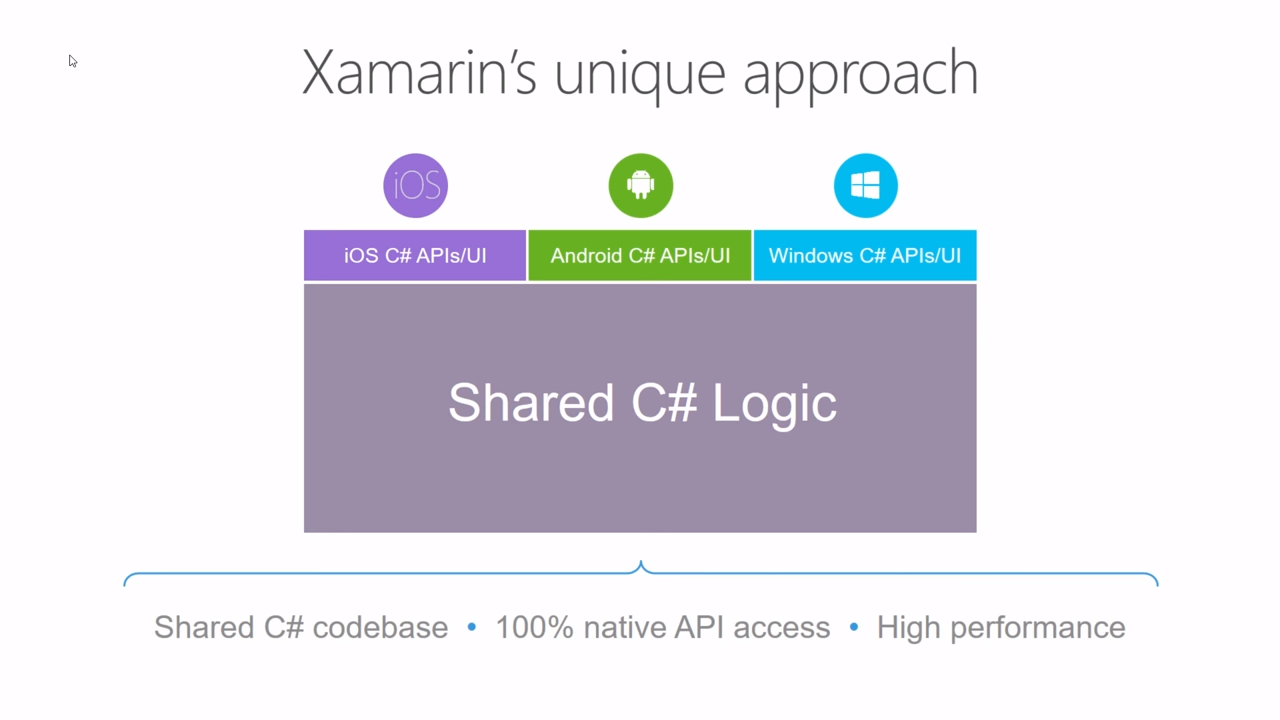 Xamarin's unique approach
iOS
iOS C# APIs/UI
Android C# APIs/UI
Windows C# APIs/UI
Shared C# Logic
Shared C# codebase • 100% native API access • High performance